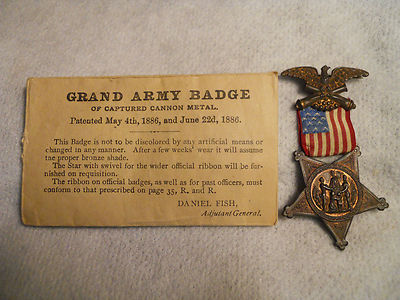 GRAND ARMY BADGE
OF CAPTURED CANNON METAL.
Patented May 4th, 1886, and June 22d, 1886.
This Badge is not to be discolored by any artificial means or
changed in any manner. After a few weeks' wear it will assume
the proper bronze shade.
The Star with swivel for the wider official ribbon will be fur-
nished on requisition.
The ribbon on official badges, as well as for past officers, must
conform to that prescribed on page 35, R. and R.
DANIEL FISH,
Adjutant General.